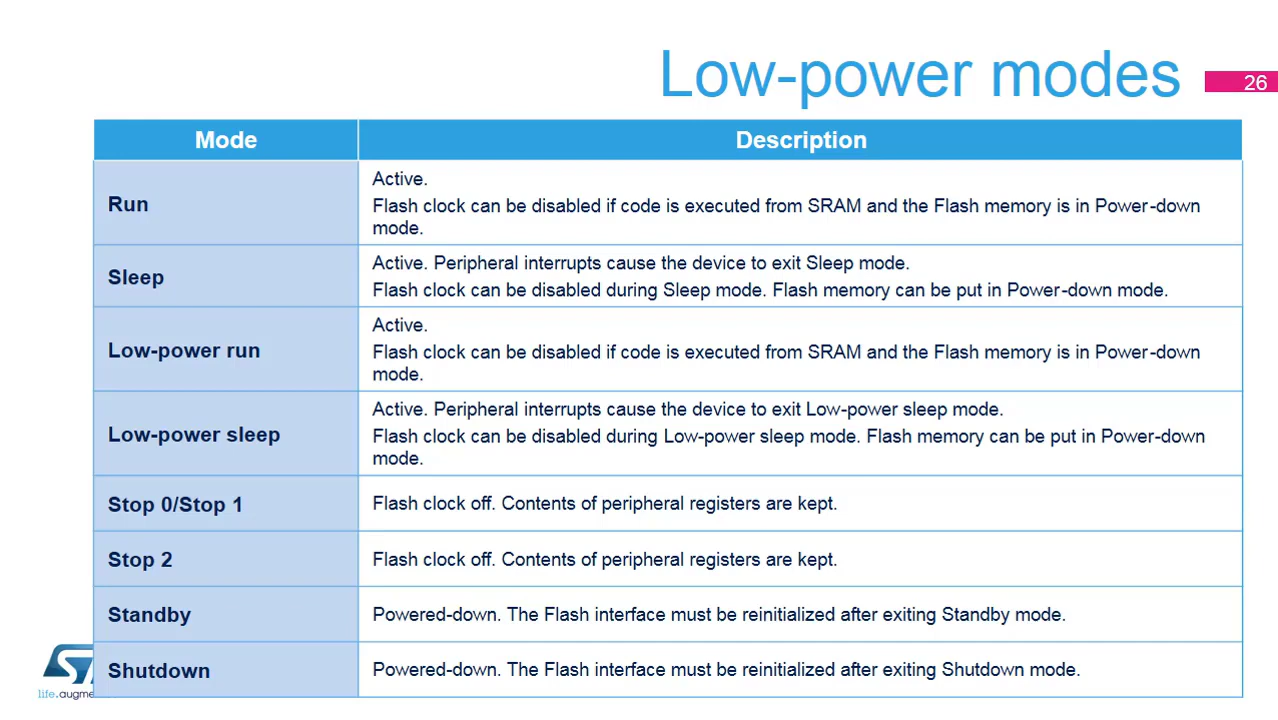 Low-power modes
26
Mode
Description
Run
Active.
Flash clock can be disabled if code is executed from SRAM and the Flash memory is in Power-down
mode.
Sleep
Active. Peripheral interrupts cause the device to exit Sleep mode.
Flash clock can be disabled during Sleep mode. Flash memory can be put in Power-down mode.
Low-power run
Active.
Flash clock can be disabled if code is executed from SRAM and the Flash memory is in Power-down
mode.
Low-power sleep
Active. Peripheral interrupts cause the device to exit Low-power sleep mode.
Flash clock can be disabled during Low-power sleep mode. Flash memory can be put in Power-down
mode.
Stop 0/Stop 1
Flash clock off. Contents of peripheral registers are kept.
Stop 2
Flash clock off. Contents of peripheral registers are kept.
Standby
Powered-down. The Flash interface must be reinitialized after exiting Standby mode.
Shutdown
Powered-down. The Flash interface must be reinitialized after exiting Shutdown mode.
ST
life.augme